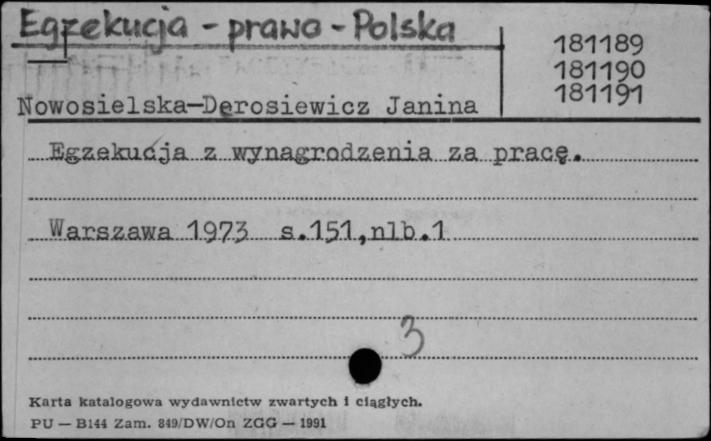 Egzekucja - prawo - Polska
181189
181190
181191
Nowosielska-Derosiewicz Janina
Egzekucja z wynagrodzenia za pracę.
Warszawa 1973 s.151,nlb.1
3
Karta katalogowa wydawnictw zwartych i ciągłych.
PU — B144 Zam. 849/DW/On ZGG — 1991